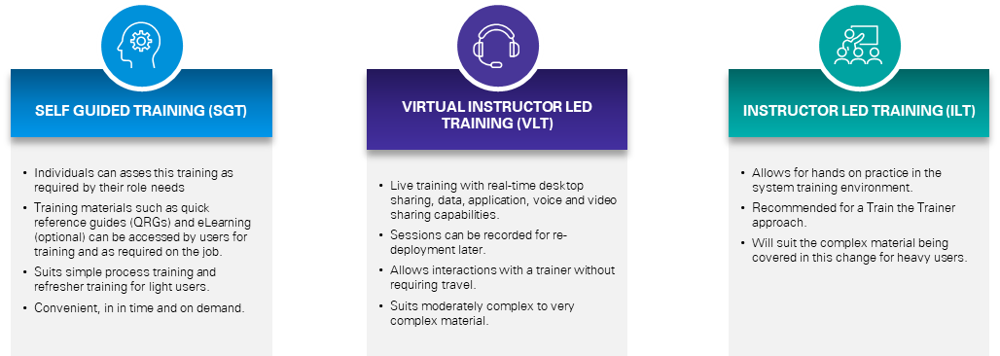 SELF GUIDED TRAINING (SGT)
• Individuals can asses this training as
required by their role needs
• Training materials such as quick
reference guides (QRGs) and eLearning
(optional) can be accessed by users for
training and as required on the job.
• Suits simple process training and
refresher training for light users.
• Convenient, in in time and on demand.
VIRTUAL INSTRUCTOR LED
TRAINING (VLT)
• Live training with real-time desktop
sharing, data, application, voice and video
sharing capabilities.
• Sessions can be recorded for re-
deployment later.
• Allows interactions with a trainer without
requiring travel.
• Suits moderately complex to very
complex material.
INSTRUCTOR LED TRAINING (ILT)
• Allows for hands on practice in the
system training environment.
• Recommended for a Train the Trainer
approach.
• Will suit the complex material being
covered in this change for heavy users.